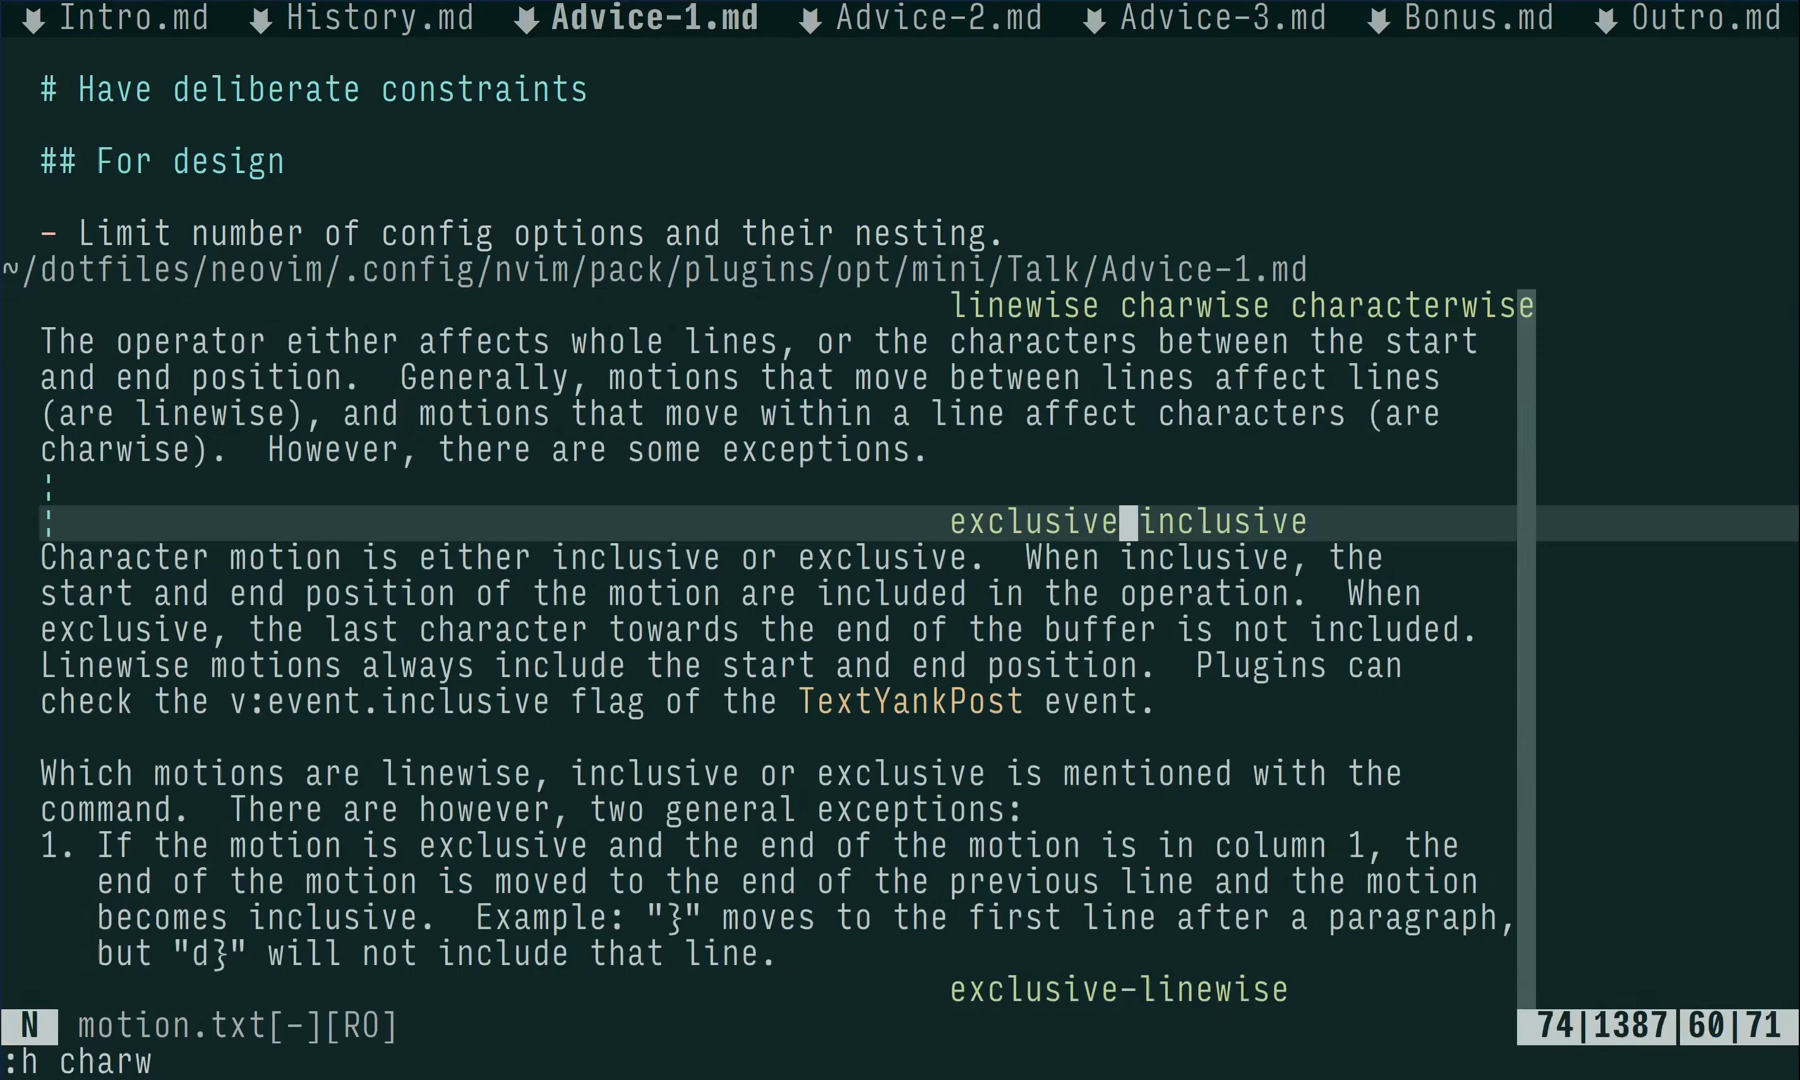 Intro.md History.md Advice-1.md Advice-2.md Advice-3.md Bonus.md Outro.md
# Have deliberate constraints
## For design
- Limit number of config options and their nesting.
~/dotfiles/neovim/.config/nvim/pack/plugins/opt/mini/Talk/Advice-1.md
linewise charwise characterwise
The operator either affects whole lines, or the characters between the start
and end position.  Generally, motions that move between lines affect lines
(are linewise), and motions that move within a line affect characters (are
charwise).  However, there are some exceptions.
exclusive inclusive
Character motion is either inclusive or exclusive.  When inclusive, the
start and end position of the motion are included in the operation.  When
exclusive, the last character towards the end of the buffer is not included.
Linewise motions always include the start and end position.  Plugins can
check the v:event.inclusive flag of the TextYankPost event.
Which motions are linewise, inclusive or exclusive is mentioned with the
command.  There are however, two general exceptions:
1. If the motion is exclusive and the end of the motion is in column 1, the
end of the motion is moved to the end of the previous line and the motion
becomes inclusive.  Example: "}" moves to the first line after a paragraph,
but "d}" will not include that line.
exclusive-linewise
N motion.txt[-][RO] 74|1387|60|71
:h charw